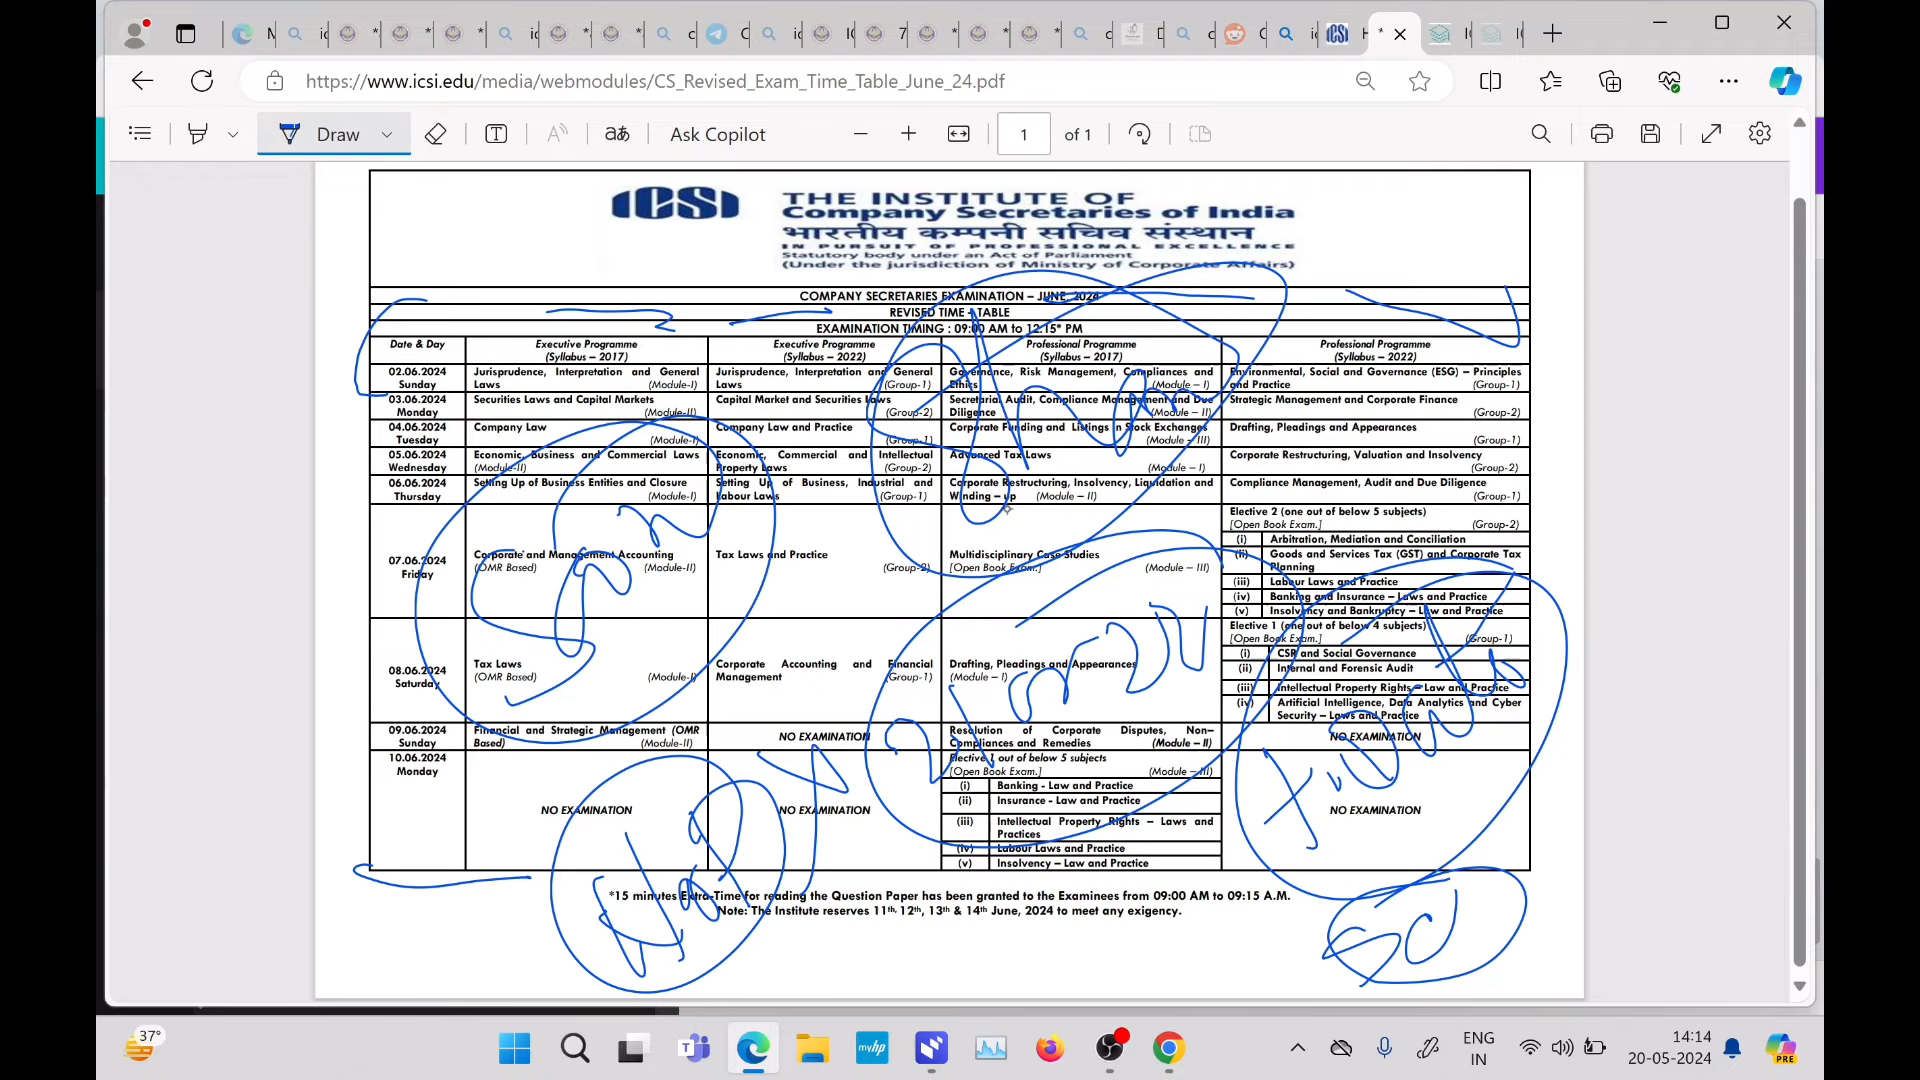 https://www.icsi.edu/media/webmodules/CS_Revised_Exam_Time_Table_June_24.pdf
Draw
Ask Copilot
1 of 1
ICSI
THE INSTITUTE OF
Company Secretaries of India
भारतीय कम्पनी सचिव संस्थान
IN PURSUIT OF PROFESSIONAL EXCELLENCE
Statutory body under an Act of Parliament
(Under the jurisdiction of Ministry of Corporate Affairs)
COMPANY SECRETARIES EXAMINATION – JUNE, 2024
REVISED TIME – TABLE
EXAMINATION TIMING : 09:00 AM to 12.15* PM
Date & Day
Executive Programme
(Syllabus – 2017)
Executive Programme
(Syllabus – 2022)
Professional Programme
(Syllabus – 2017)
Professional Programme
(Syllabus – 2022)
02.06.2024
Sunday
Jurisprudence, Interpretation and General
Laws (Module-I)
Jurisprudence, Interpretation and General
Laws (Group-1)
Governance, Risk Management, Compliances and
Ethics (Module – I)
Environmental, Social and Governance (ESG) – Principles
and Practice (Group-1)
03.06.2024
Monday
Securities Laws and Capital Markets
(Module-II)
Capital Market and Securities Laws
(Group-2)
Secretarial Audit, Compliance Management and Due
Diligence (Module – II)
Strategic Management and Corporate Finance
(Group-2)
04.06.2024
Tuesday
Company Law
(Module-I)
Company Law and Practice
(Group-1)
Corporate Funding and Listings in Stock Exchanges
(Module – III)
Drafting, Pleadings and Appearances
(Group-1)
05.06.2024
Wednesday
Economic, Business and Commercial Laws
(Module-II)
Economic, Commercial and Intellectual
Property Laws (Group-2)
Advanced Tax Laws
(Module – I)
Corporate Restructuring, Valuation and Insolvency
(Group-2)
06.06.2024
Thursday
Setting Up of Business Entities and Closure
(Module-I)
Setting Up of Business, Industrial and
Labour Laws (Group-1)
Corporate Restructuring, Insolvency, Liquidation and
Winding – up (Module – II)
Compliance Management, Audit and Due Diligence
(Group-1)
07.06.2024
Friday
Corporate and Management Accounting
(OMR Based) (Module-II)
Tax Laws and Practice
(Group-2)
Multidisciplinary Case Studies
[Open Book Exam.] (Module – III)
Elective 2 (one out of below 5 subjects)
[Open Book Exam.] (Group-2)
(i) Arbitration, Mediation and Conciliation
(ii) Goods and Services Tax (GST) and Corporate Tax
Planning
(iii) Labour Laws and Practice
(iv) Banking and Insurance – Laws and Practice
(v) Insolvency and Bankruptcy – Law and Practice
08.06.2024
Saturday
Tax Laws
(OMR Based) (Module-I)
Corporate Accounting and Financial
Management (Group-1)
Drafting, Pleadings and Appearances
(Module – I)
Elective 1 (one out of below 4 subjects)
[Open Book Exam.] (Group-1)
(i) CSR and Social Governance
(ii) Internal and Forensic Audit
(iii) Intellectual Property Rights – Law and Practice
(iv) Artificial Intelligence, Data Analytics and Cyber
Security – Laws and Practice
09.06.2024
Sunday
Financial and Strategic Management (OMR
Based) (Module-II)
NO EXAMINATION
Resolution of Corporate Disputes, Non–
Compliances and Remedies (Module – II)
NO EXAMINATION
10.06.2024
Monday
NO EXAMINATION
NO EXAMINATION
Elective 1 out of below 5 subjects
[Open Book Exam.] (Module – III)
(i) Banking - Law and Practice
(ii) Insurance - Law and Practice
(iii) Intellectual Property Rights – Laws and
Practices
(iv) Labour Laws and Practice
(v) Insolvency – Law and Practice
NO EXAMINATION
*15 minutes Extra-Time for reading the Question Paper has been granted to the Examinees from 09:00 AM to 09:15 A.M.
Note: The Institute reserves 11th, 12th, 13th & 14th June, 2024 to meet any exigency.
37°
ENG
IN
14:14
20-05-2024